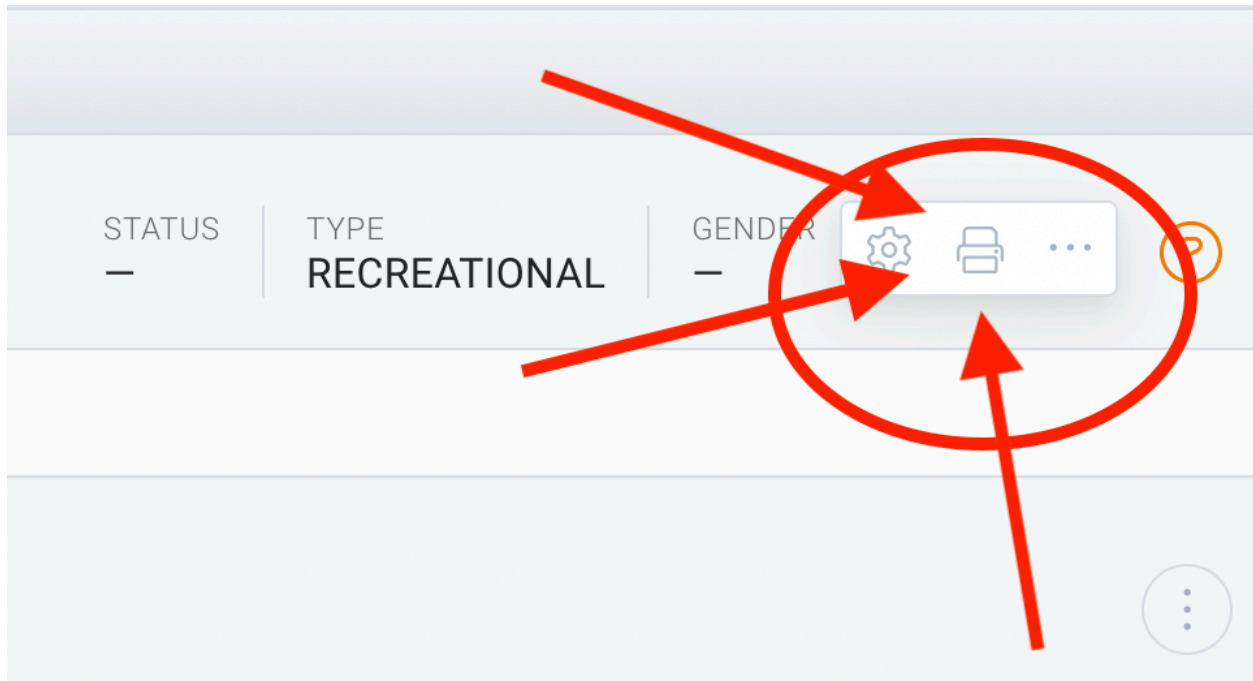 STATUS
–
TYPE
RECREATIONAL
GENDER
–